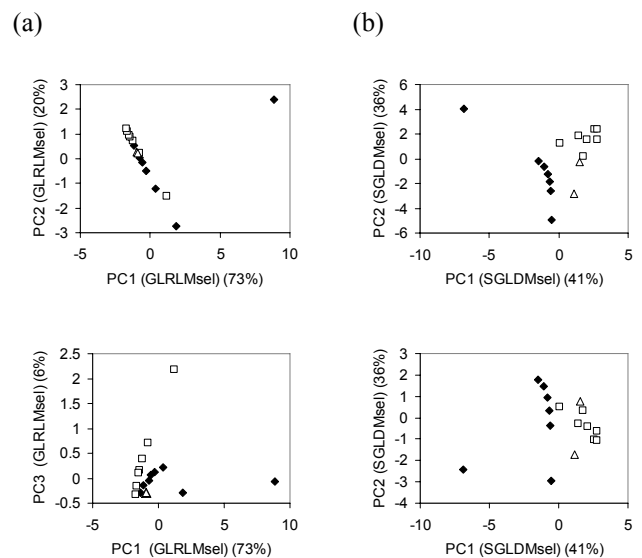 (a)
(b)
PC2 (GLRLMsel) (20%)
3
2
1
0
-1
-2
-3
-5 0 5 10
PC1 (GLRLMsel) (73%)
PC2 (SGLDMsel) (36%)
6
4
2
0
-2
-4
-6
-10 -5 0 5
PC1 (SGLDMsel) (41%)
PC3 (GLRLMsel) (6%)
2.5
2
1.5
1
0.5
0
-0.5
-5 0 5 10
PC1 (GLRLMsel) (73%)
PC2 (SGLDMsel) (36%)
3
2
1
0
-1
-2
-3
-4
-10 -5 0 5
PC1 (SGLDMsel) (41%)